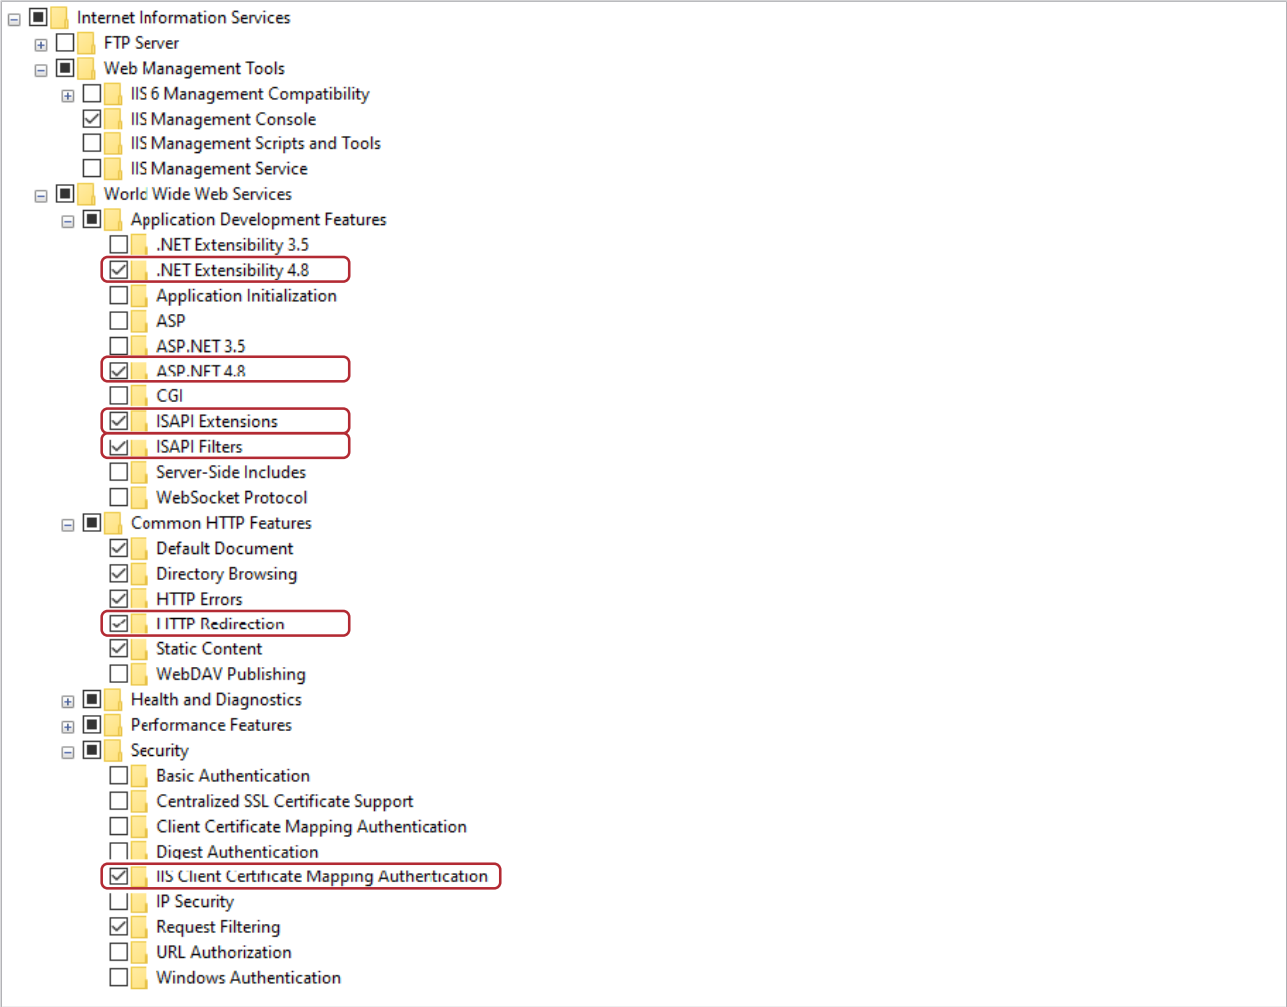 Internet Information Services
FTP Server
Web Management Tools
IIS 6 Management Compatibility
IIS Management Console
IIS Management Scripts and Tools
IIS Management Service
World Wide Web Services
Application Development Features
.NET Extensibility 3.5
.NET Extensibility 4.8
Application Initialization
ASP
ASP.NET 3.5
ASP.NET 4.8
CGI
ISAPI Extensions
ISAPI Filters
Server-Side Includes
WebSocket Protocol
Common HTTP Features
Default Document
Directory Browsing
HTTP Errors
HTTP Redirection
Static Content
WebDAV Publishing
Health and Diagnostics
Performance Features
Security
Basic Authentication
Centralized SSL Certificate Support
Client Certificate Mapping Authentication
Digest Authentication
IIS Client Certificate Mapping Authentication
IP Security
Request Filtering
URL Authorization
Windows Authentication